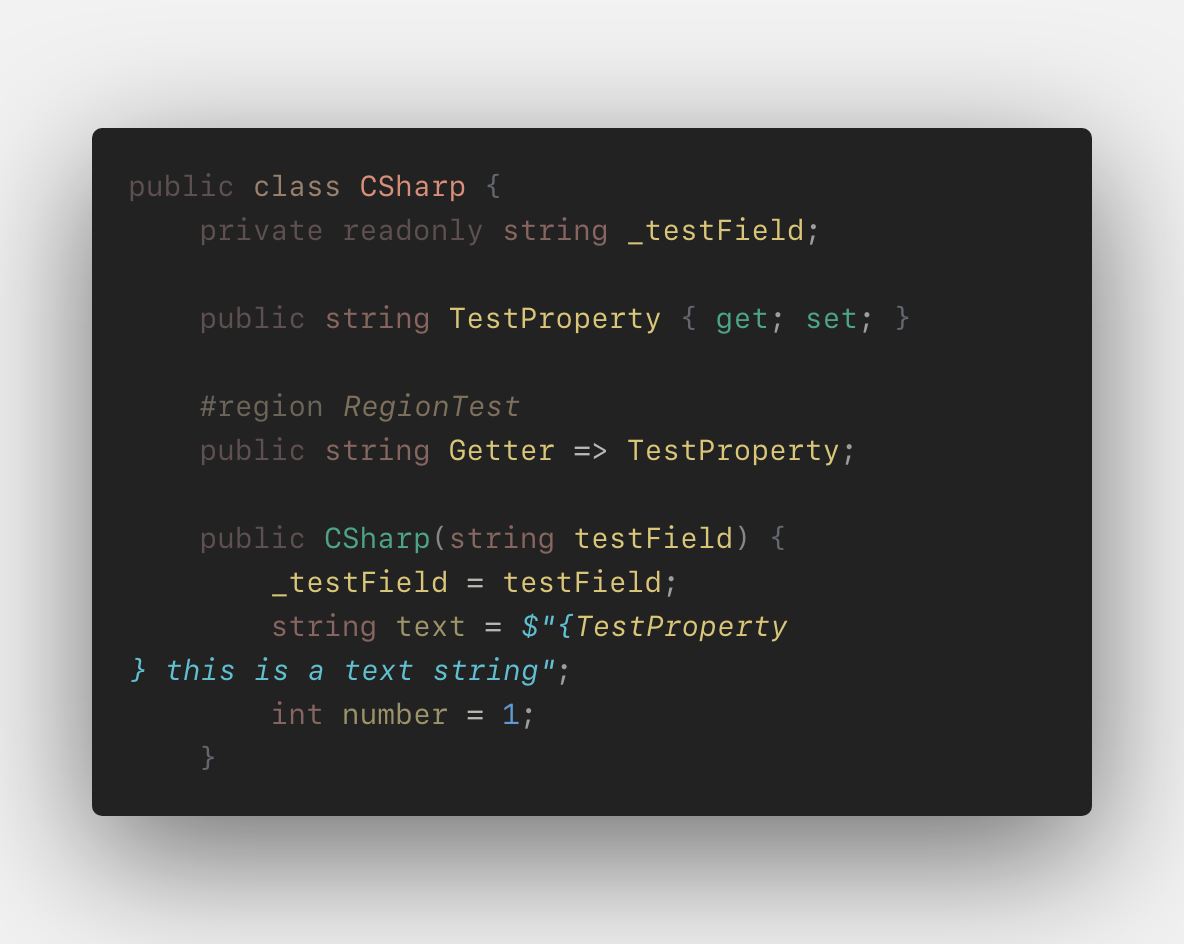 public class CSharp {
    private readonly string _testField;

    public string TestProperty { get; set; }

    #region RegionTest
    public string Getter => TestProperty;

    public CSharp(string testField) {
        _testField = testField;
        string text = $"{TestProperty
} this is a text string";
        int number = 1;
    }